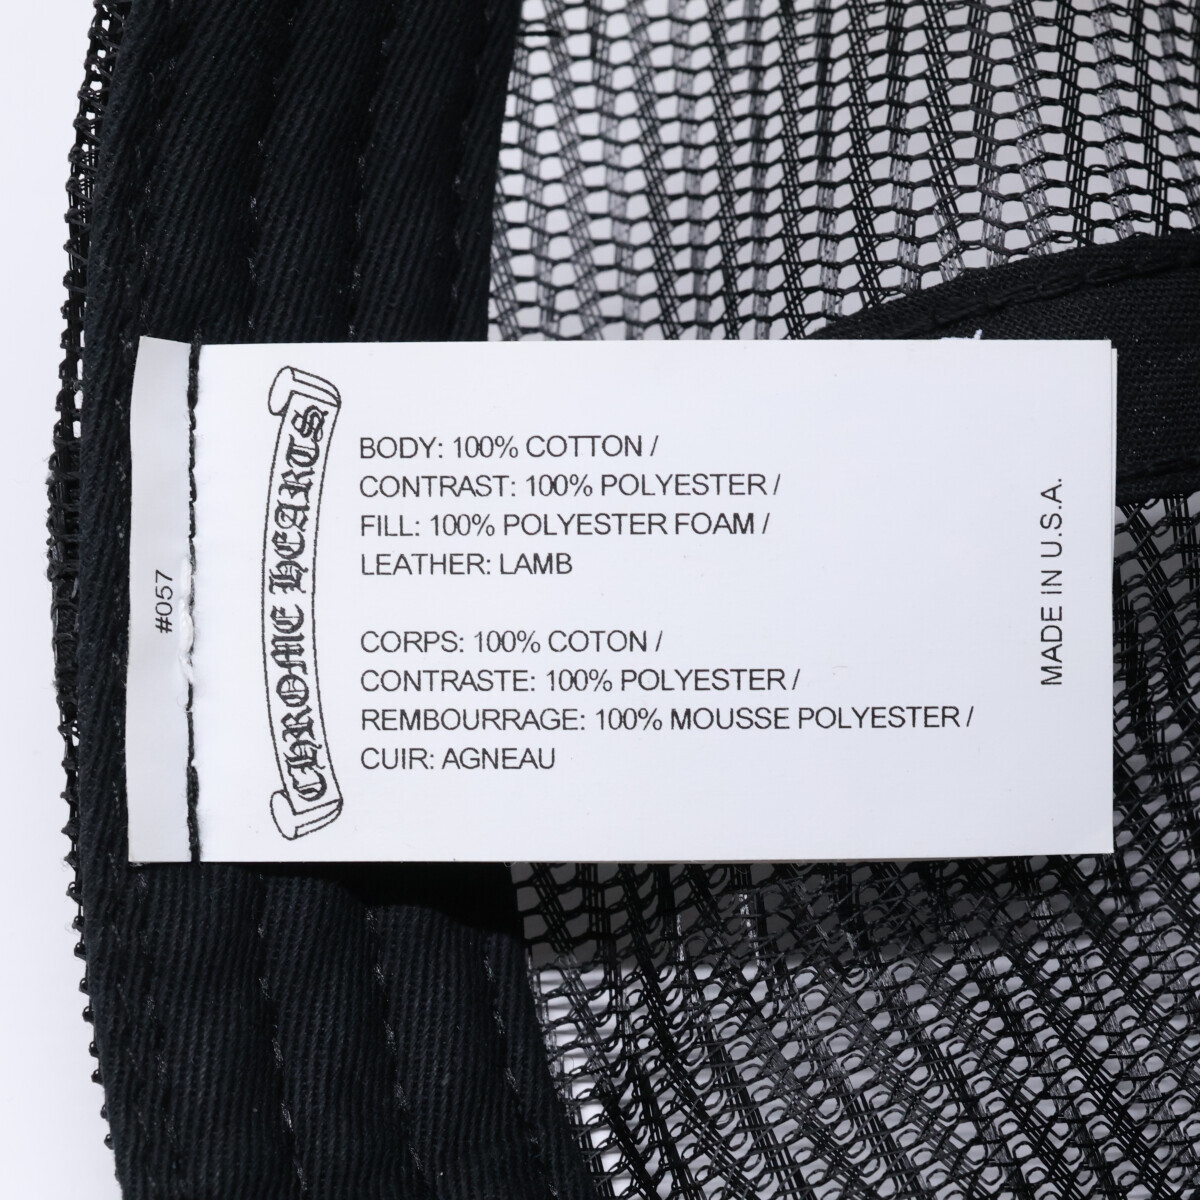 #057
CHROME HEARTS
BODY: 100% COTTON /
CONTRAST: 100% POLYESTER /
FILL: 100% POLYESTER FOAM /
LEATHER: LAMB
CORPS: 100% COTON /
CONTRASTE: 100% POLYESTER /
REMBOURRAGE: 100% MOUSSE POLYESTER /
CUIR: AGNEAU
MADE IN U.S.A.